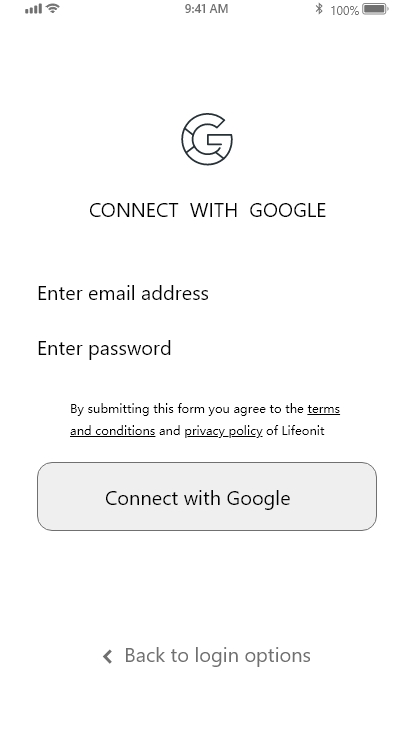 9:41 AM 100%
CONNECT WITH GOOGLE
Enter email address
Enter password
By submitting this form you agree to the terms
and conditions and privacy policy of Lifeonit
Connect with Google
Back to login options